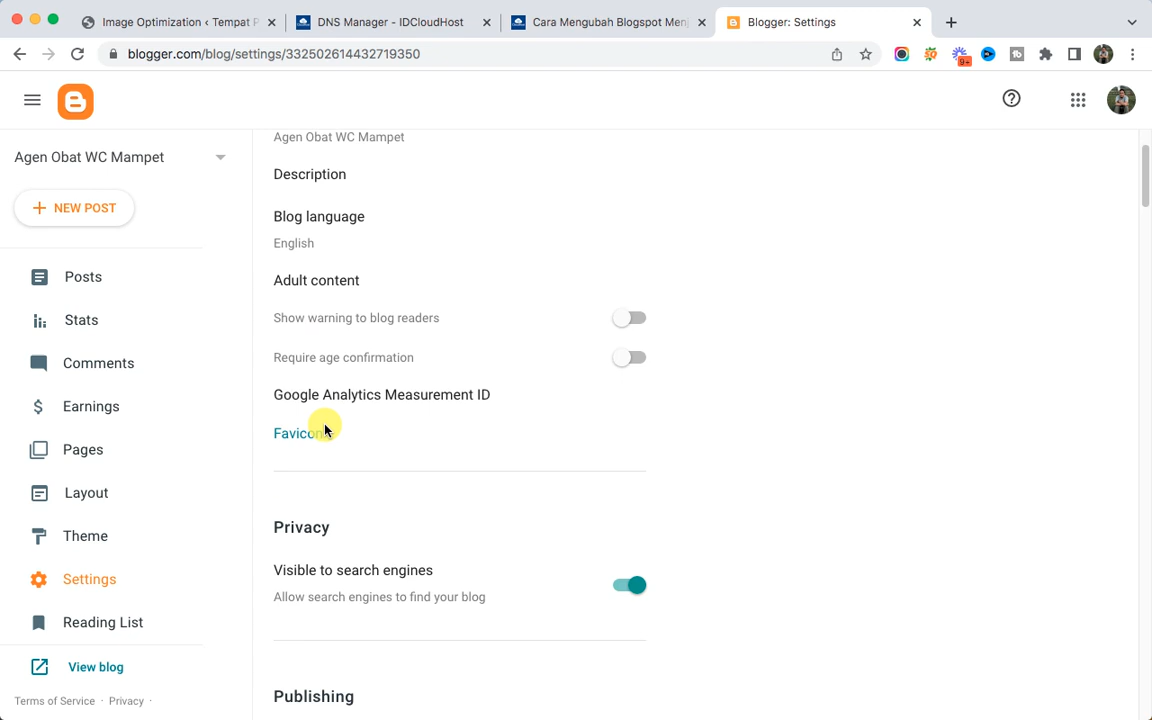 Image Optimization ‹ Tempat P
DNS Manager - IDCloudHost
Cara Mengubah Blogspot Menj
Blogger: Settings
blogger.com/blog/settings/332502614432719350
9+
Agen Obat WC Mampet
NEW POST
Posts
Stats
Comments
Earnings
Pages
Layout
Theme
Settings
Reading List
View blog
Terms of Service · Privacy ·
Agen Obat WC Mampet
Description
Blog language
English
Adult content
Show warning to blog readers
Require age confirmation
Google Analytics Measurement ID
Favicon
Privacy
Visible to search engines
Allow search engines to find your blog
Publishing